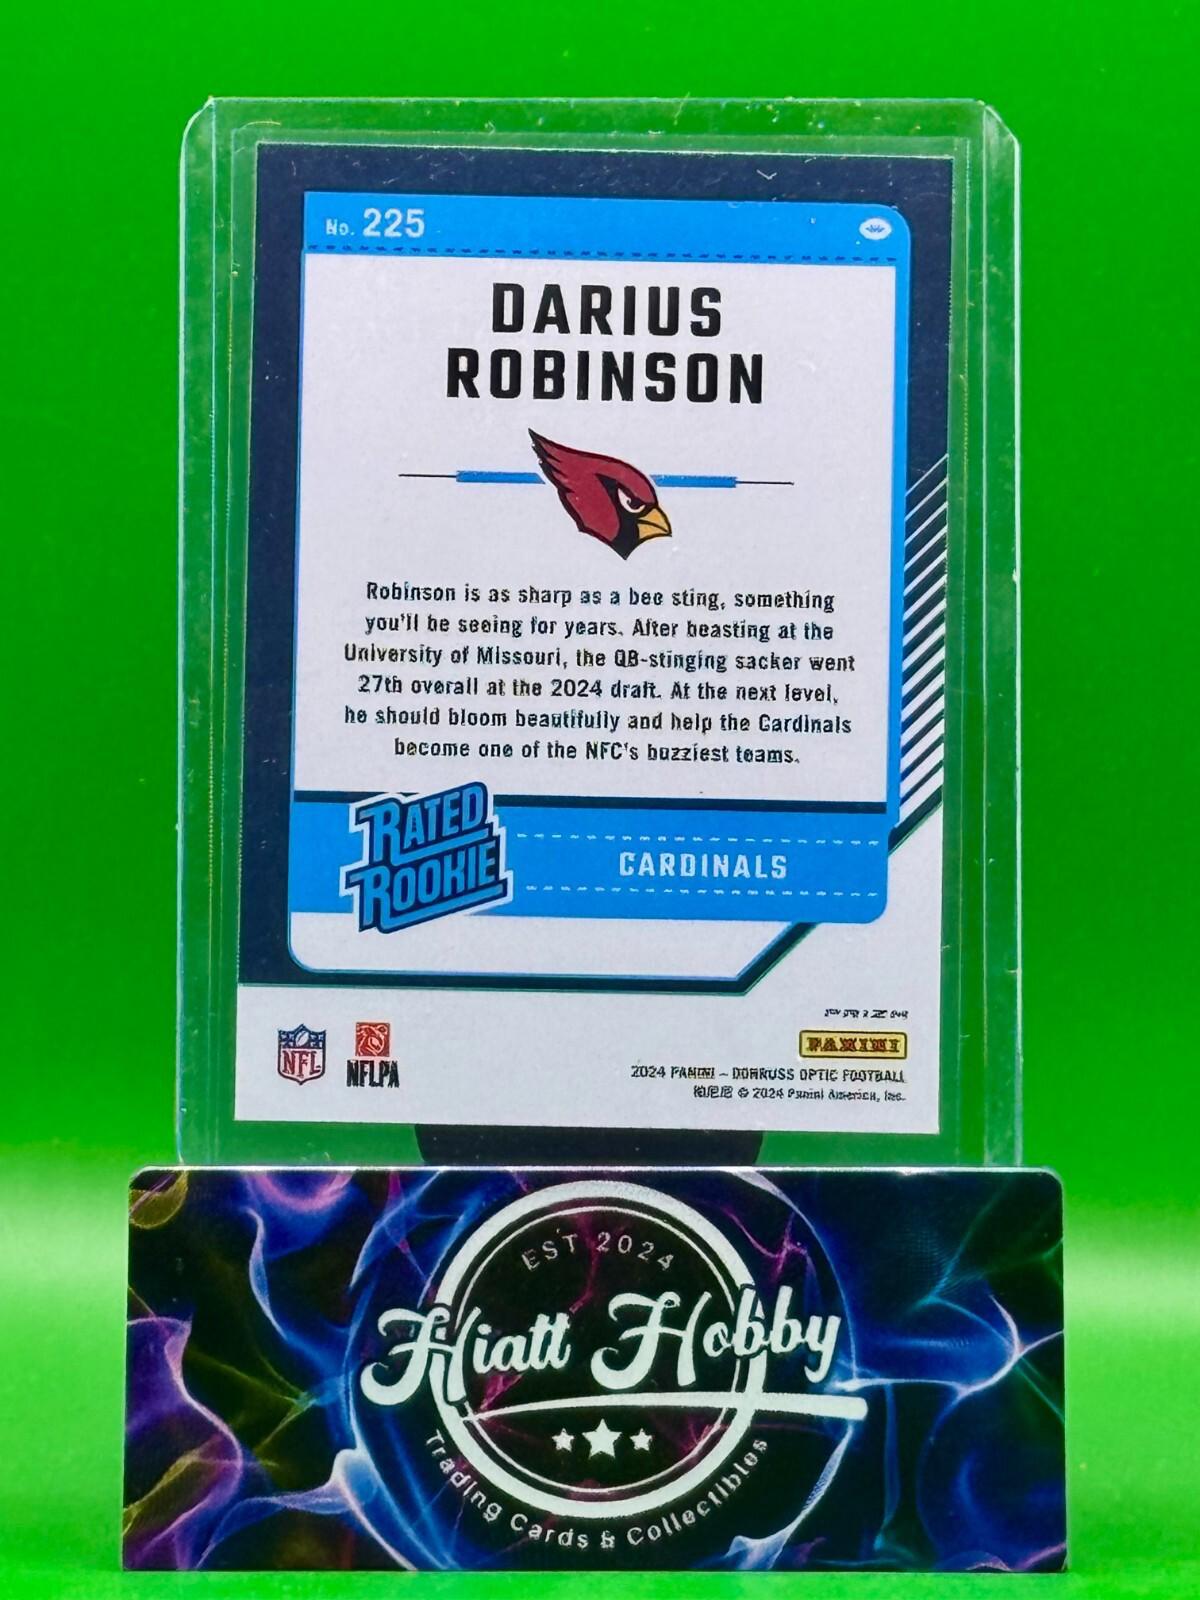 No. 225
DARIUS
ROBINSON
Robinson is as sharp as a bee sting, something
you'll be seeing for years. After beasting at the
University of Missouri, the QB-stinging sacker went
27th overall at the 2024 draft. At the next level,
he should bloom beautifully and help the Cardinals
become one of the NFC's buzziest teams.
RATED
ROOKIE
CARDINALS
NFL
NFLPA
PANINI
2024 PANINI – DONRUSS OPTIC FOOTBALL
© 2024 Panini America, Inc.
EST 2024
Hiatt Hobby
Trading Cards & Collectibles